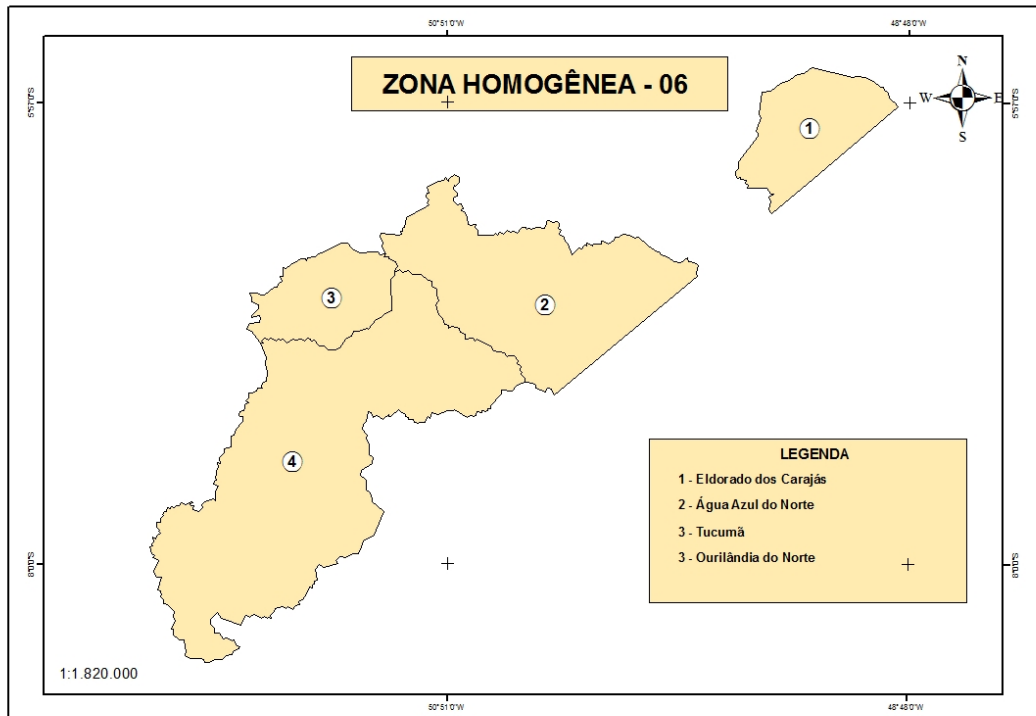 50°51'0"W
48°48'0"W
ZONA HOMOGÊNEA - 06
N
W
E
S
5°57'0"S
5°57'0"S
1
2
3
4
LEGENDA
1 - Eldorado dos Carajás
2 - Água Azul do Norte
3 - Tucumã
3 - Ourilândia do Norte
8°0'0"S
8°0'0"S
1:1.820.000
50°51'0"W
48°48'0"W